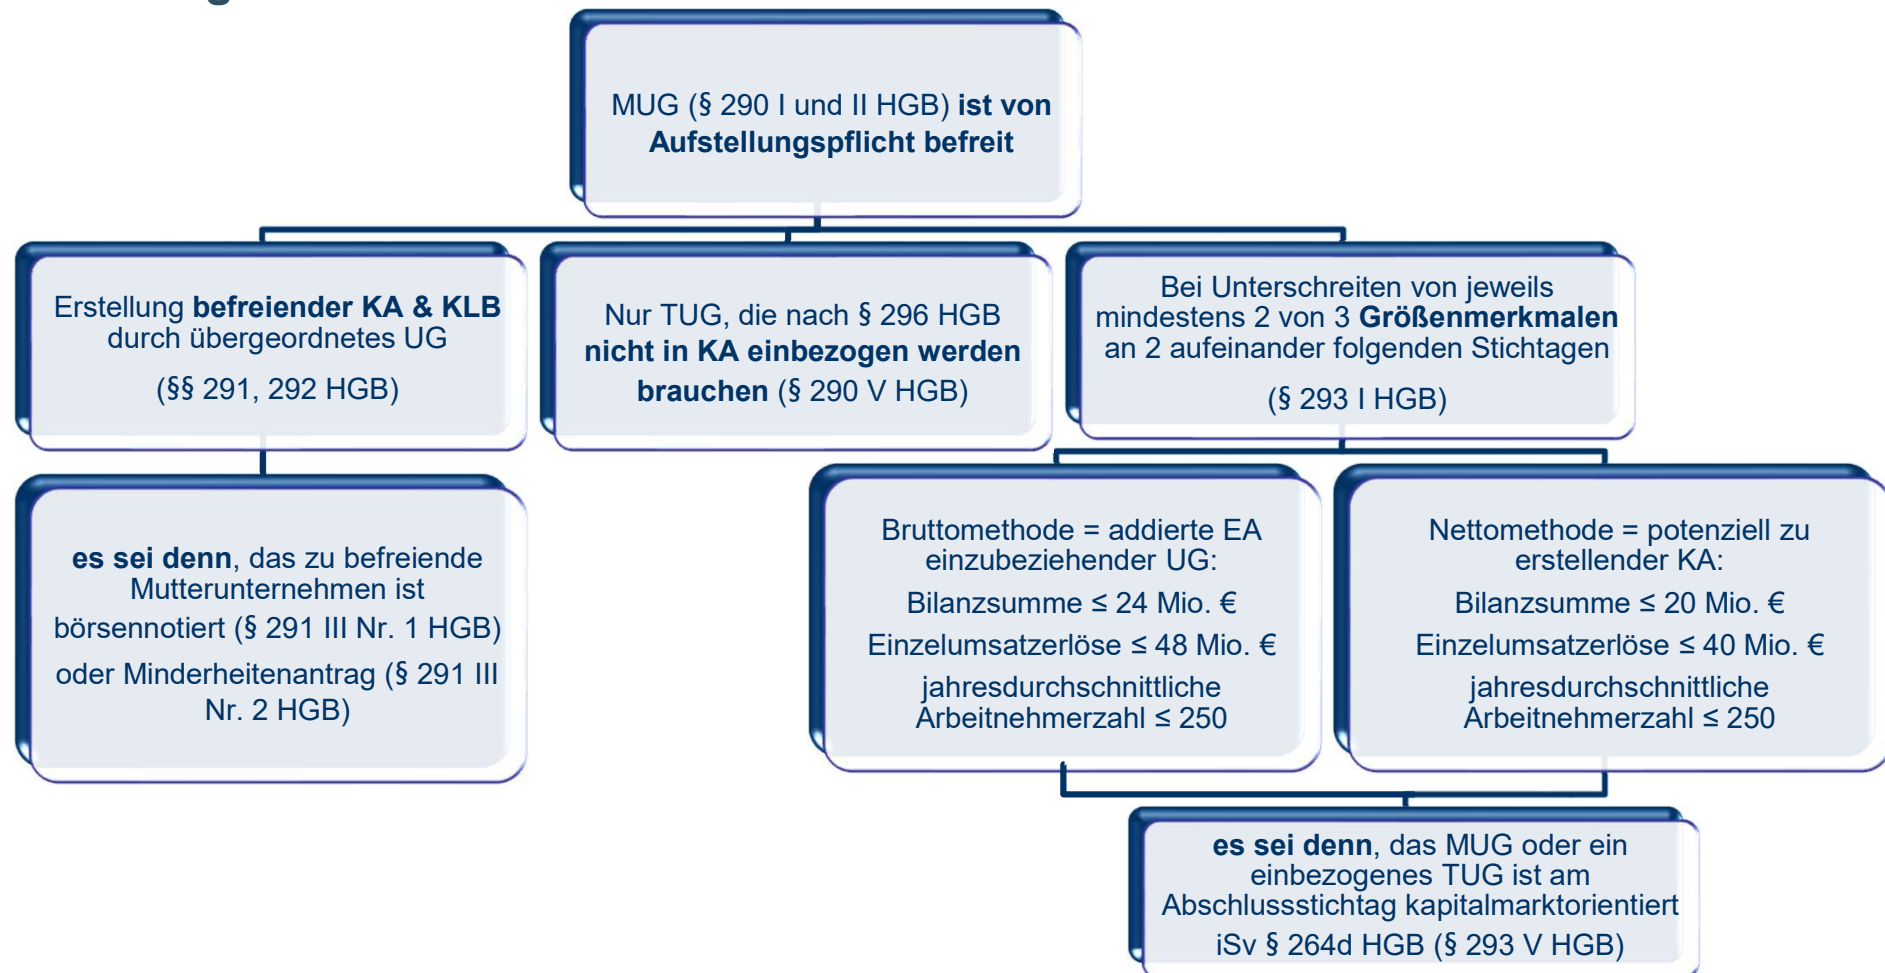 MUG (§ 290 I und II HGB) ist von
Aufstellungspflicht befreit
Erstellung befreiender KA & KLB
durch übergeordnetes UG
(§§ 291, 292 HGB)
Nur TUG, die nach § 296 HGB
nicht in KA einbezogen werden
brauchen (§ 290 V HGB)
Bei Unterschreiten von jeweils
mindestens 2 von 3 Größenmerkmalen
an 2 aufeinander folgenden Stichtagen
(§ 293 I HGB)
es sei denn, das zu befreiende
Mutterunternehmen ist
börsennotiert (§ 291 III Nr. 1 HGB)
oder Minderheitenantrag (§ 291 III
Nr. 2 HGB)
Bruttomethode = addierte EA
einzubeziehender UG:
Bilanzsumme ≤ 24 Mio. €
Einzelumsatzerlöse ≤ 48 Mio. €
jahresdurchschnittliche
Arbeitnehmerzahl ≤ 250
Nettomethode = potenziell zu
erstellender KA:
Bilanzsumme ≤ 20 Mio. €
Einzelumsatzerlöse ≤ 40 Mio. €
jahresdurchschnittliche
Arbeitnehmerzahl ≤ 250
es sei denn, das MUG oder ein
einbezogenes TUG ist am
Abschlussstichtag kapitalmarktorientiert
iSv § 264d HGB (§ 293 V HGB)